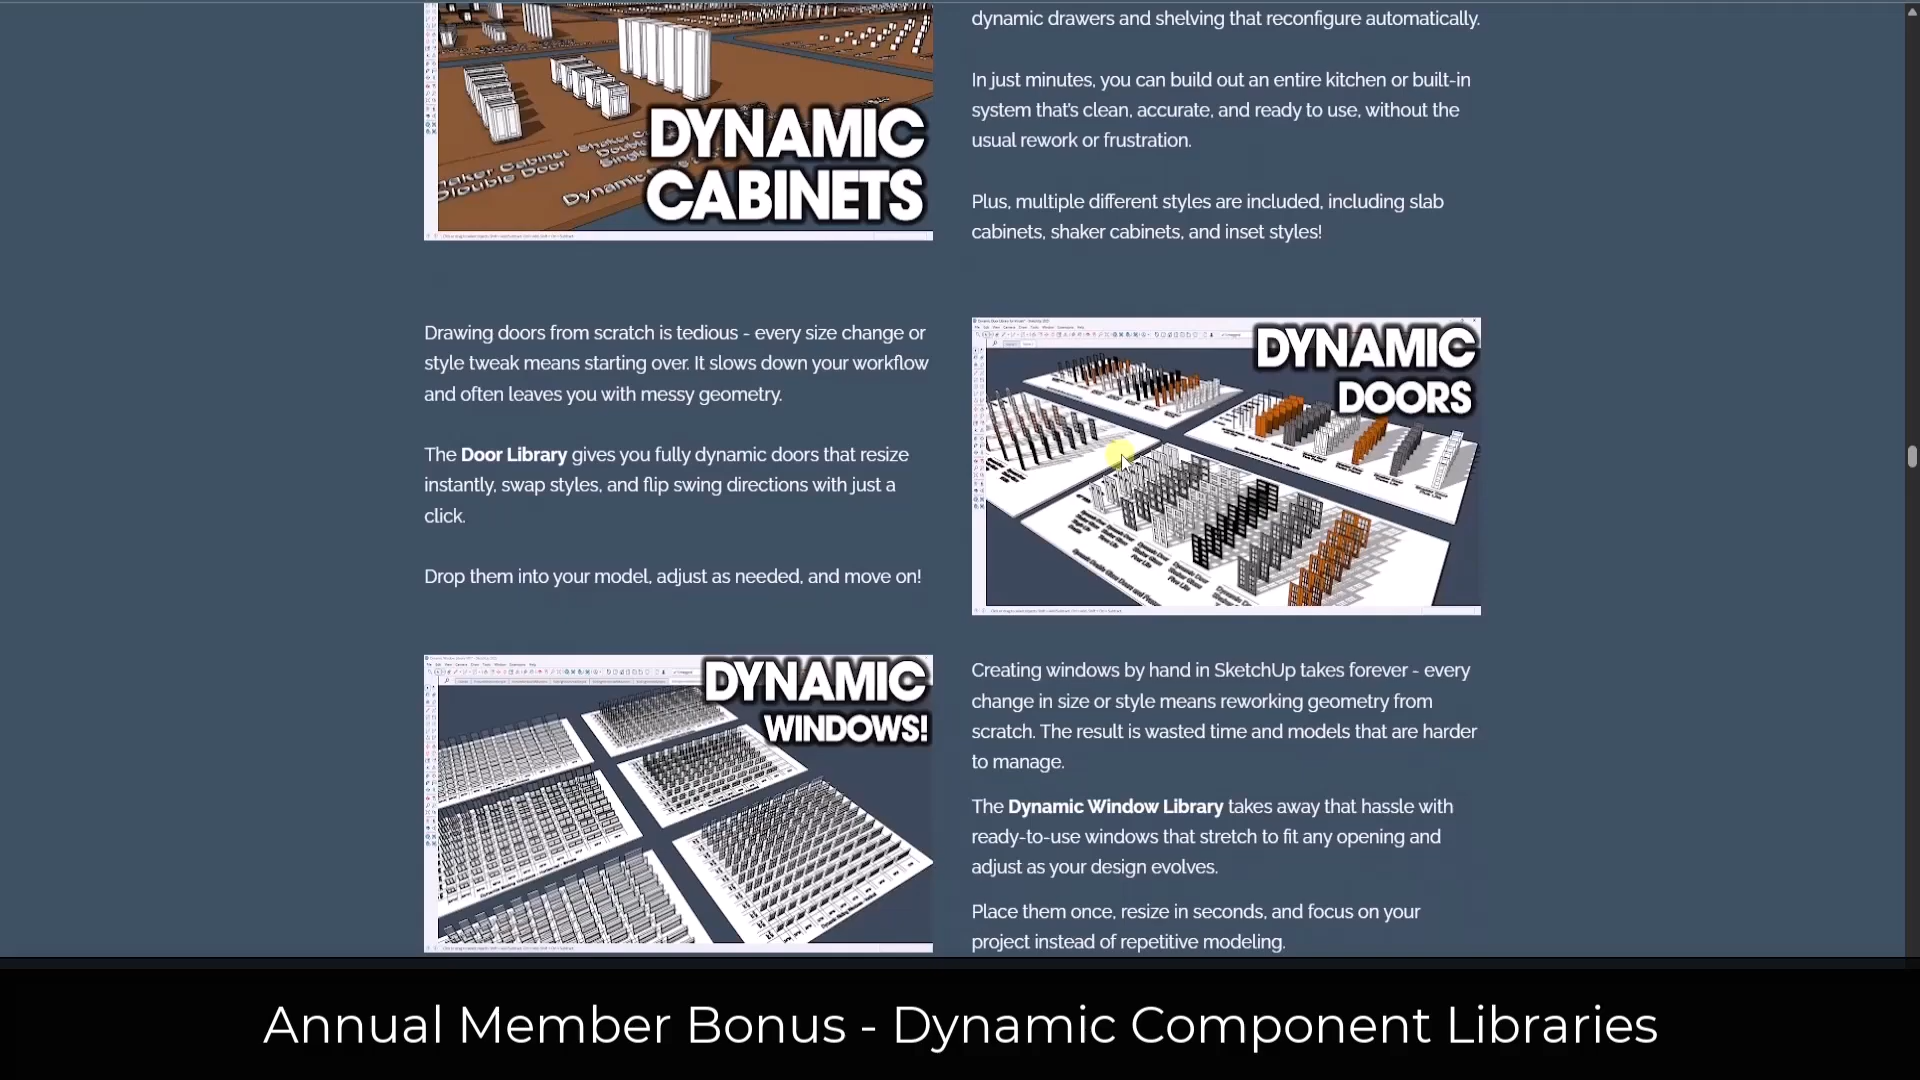 dynamic drawers and shelving that reconfigure automatically.
In just minutes, you can build out an entire kitchen or built-in
system that's clean, accurate, and ready to use, without the
usual rework or frustration.
Plus, multiple different styles are included, including slab
cabinets, shaker cabinets, and inset styles!
DYNAMIC
CABINETS
Drawing doors from scratch is tedious - every size change or
style tweak means starting over. It slows down your workflow
and often leaves you with messy geometry.
The Door Library gives you fully dynamic doors that resize
instantly, swap styles, and flip swing directions with just a
click.
Drop them into your model, adjust as needed, and move on!
DYNAMIC
DOORS
DYNAMIC
WINDOWS!
Creating windows by hand in SketchUp takes forever - every
change in size or style means reworking geometry from
scratch. The result is wasted time and models that are harder
to manage.
The Dynamic Window Library takes away that hassle with
ready-to-use windows that stretch to fit any opening and
adjust as your design evolves.
Place them once, resize in seconds, and focus on your
project instead of repetitive modeling.
Annual Member Bonus - Dynamic Component Libraries